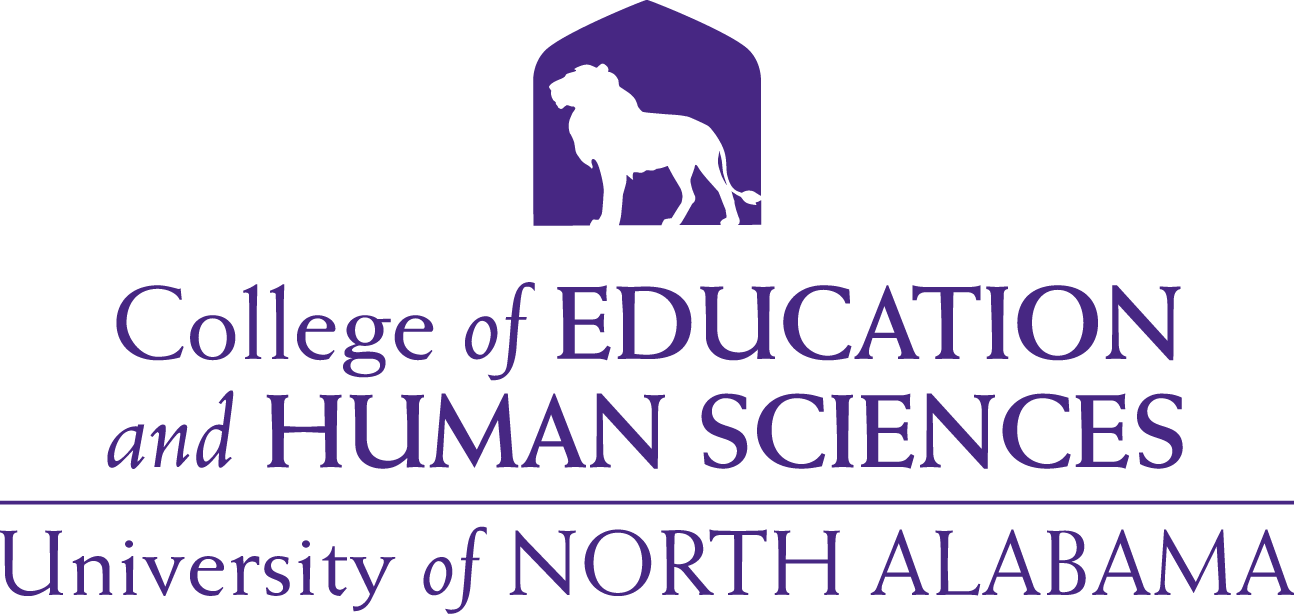 College of EDUCATION
and HUMAN SCIENCES
University of NORTH ALABAMA